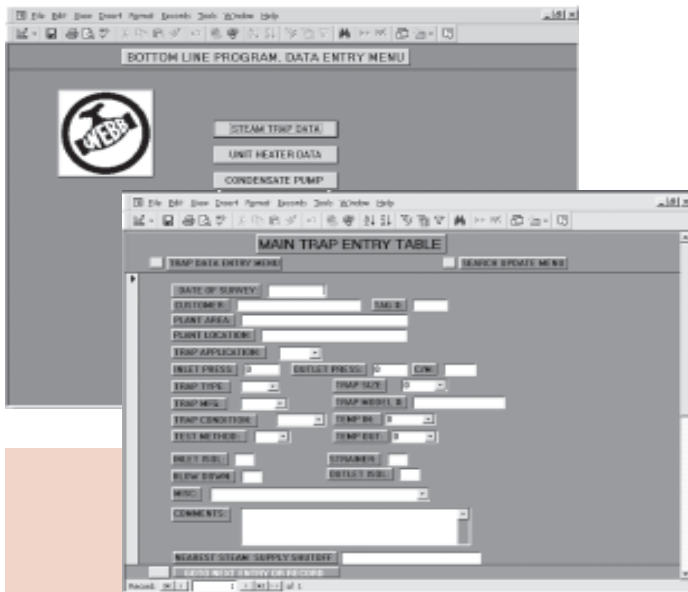 File Edit View Insert Format Records Tools Window Help
BOTTOM LINE PROGRAM, DATA ENTRY MENU
WEBB
STEAM TRAP DATA
UNIT HEATER DATA
CONDENSATE PUMP
File Edit View Insert Format Records Tools Window Help
MAIN TRAP ENTRY TABLE
TRAP DATA ENTRY MENU SEARCH UPDATE MENU
DATE OF SURVEY:
CUSTOMER: TAG #:
PLANT AREA:
PLANT LOCATION:
TRAP APPLICATION:
INLET PRESS: 0 OUTLET PRESS: 0
TRAP TYPE: TRAP SIZE: 0
TRAP MFG.: TRAP MODEL #:
TRAP CONDITION: TEMP IN: 0
TEST METHOD: TEMP OUT: 0
INLET ISOL: STRAINER:
BLOW DOWN: OUTLET ISOL:
MISC:
COMMENTS:
NEAREST STEAM SUPPLY SHUTOFF
GOTO NEXT ENTRY OR RECORD
Record: 1 of 1